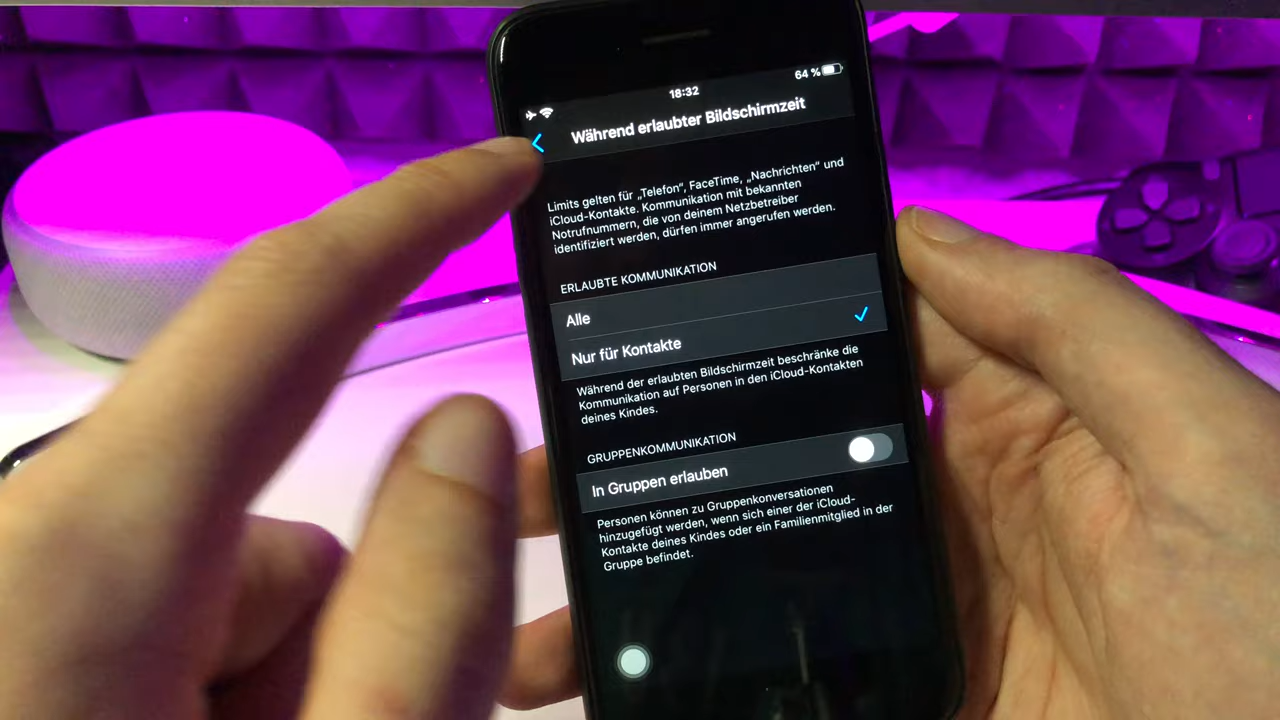 18:32
64 %
Während erlaubter Bildschirmzeit
Limits gelten für „Telefon“, FaceTime, „Nachrichten“ und
iCloud-Kontakte. Kommunikation mit bekannten
Notrufnummern, die von deinem Netzbetreiber
identifiziert werden, dürfen immer angerufen werden.
ERLAUBTE KOMMUNIKATION
Alle
Nur für Kontakte
Während der erlaubten Bildschirmzeit beschränke die
Kommunikation auf Personen in den iCloud-Kontakten
deines Kindes.
GRUPPENKOMMUNIKATION
In Gruppen erlauben
Personen können zu Gruppenkonversationen
hinzugefügt werden, wenn sich einer der iCloud-
Kontakte deines Kindes oder ein Familienmitglied in der
Gruppe befindet.